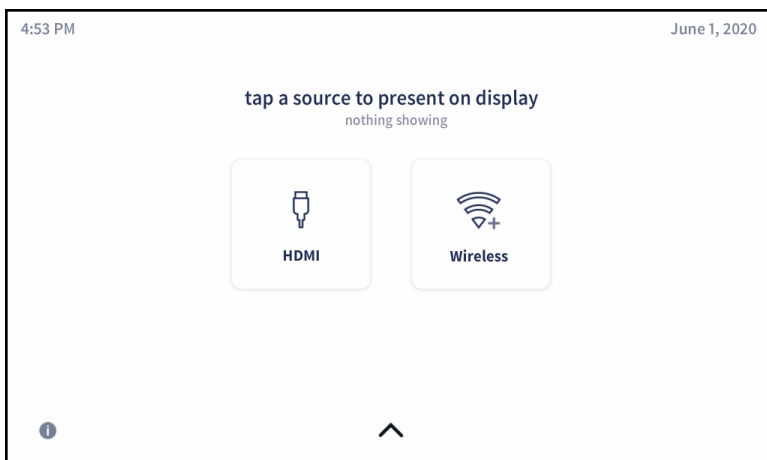 4:53 PM
June 1, 2020
tap a source to present on display
nothing showing
HDMI
Wireless